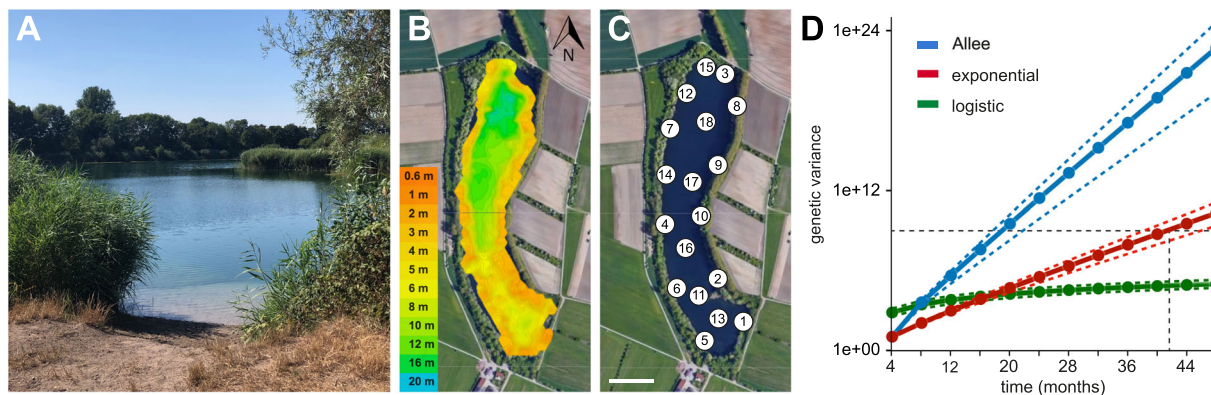 A
B
N
0.6 m
1 m
2 m
3 m
4 m
5 m
6 m
8 m
10 m
12 m
16 m
20 m
C
15
3
12
8
18
7
9
14
17
10
4
16
2
6
11
13
1
5
D
Allee
exponential
logistic
genetic variance
1e+24
1e+12
1e+00
4 12 20 28 36 44
time (months)